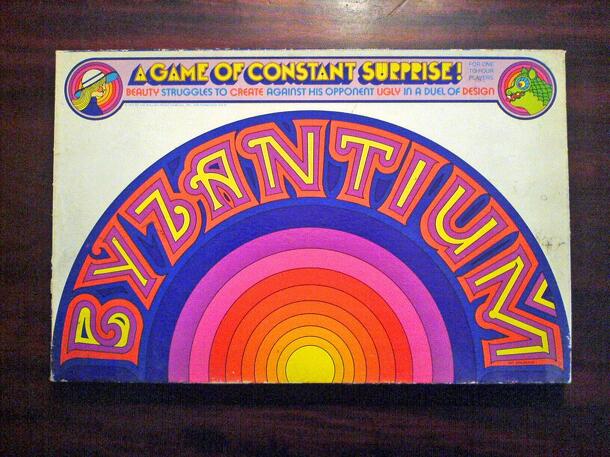 A GAME OF CONSTANT SURPRISE!
FOR ONE
TO FOUR
PLAYERS
BEAUTY STRUGGLES TO CREATE AGAINST HIS OPPONENT UGLY IN A DUEL OF DESIGN
BYZANTIUM